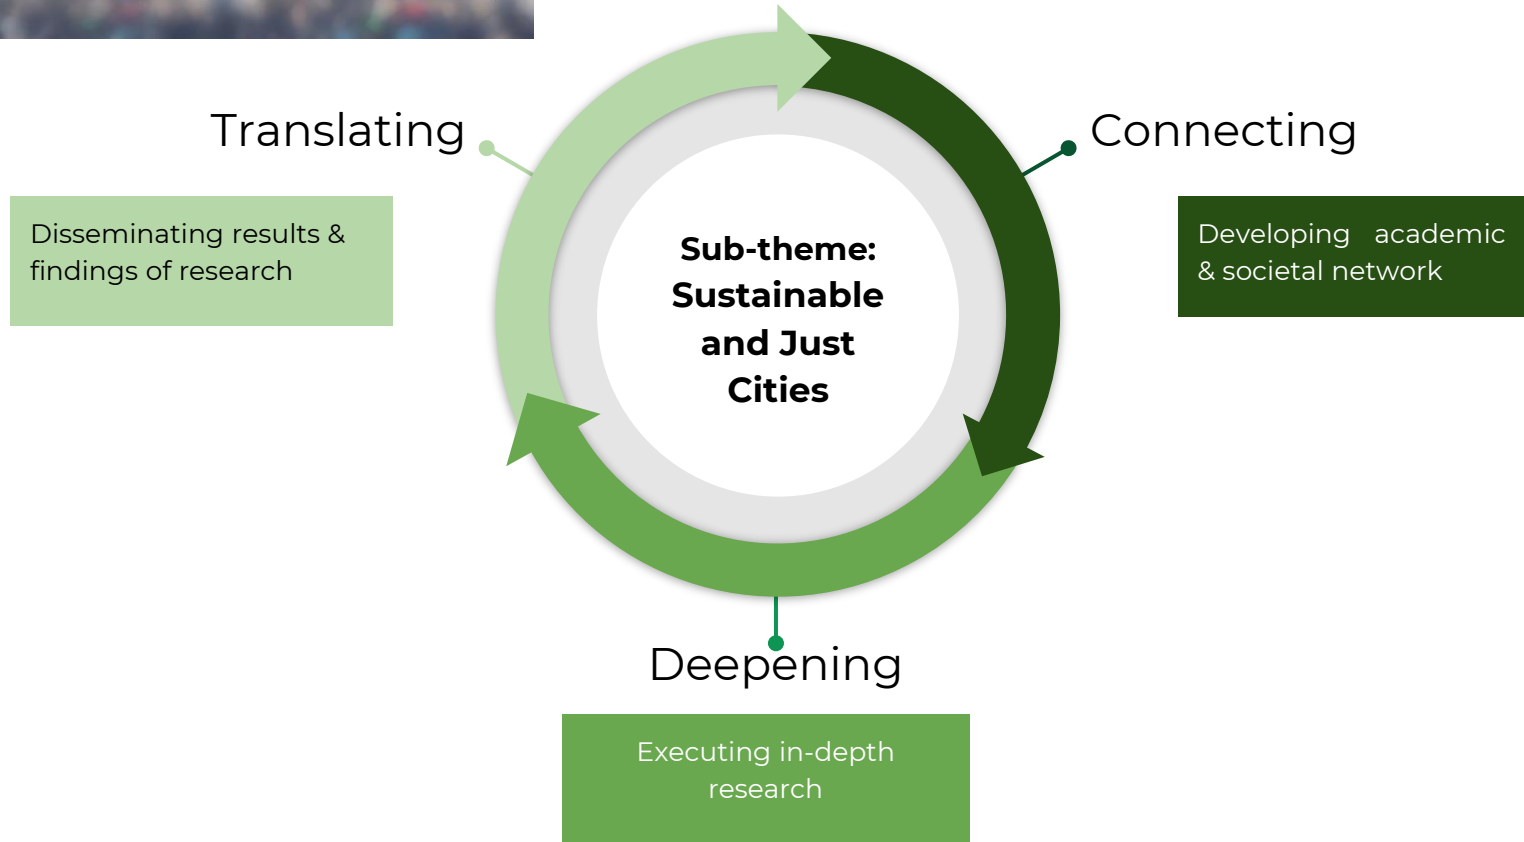 Translating
Disseminating results &
findings of research
Connecting
Developing academic
& societal network
Sub-theme:
Sustainable
and Just
Cities
Deepening
Executing in-depth
research